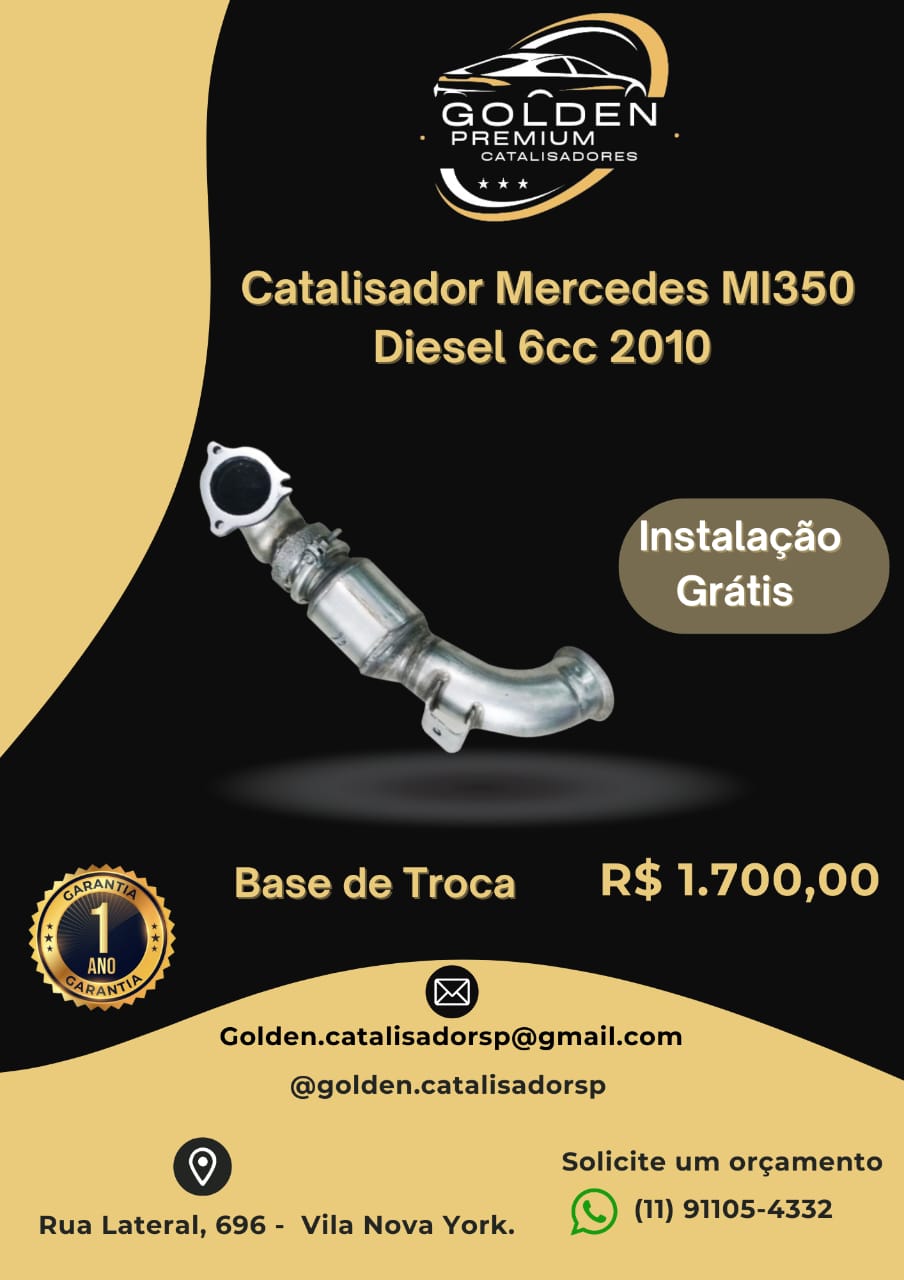 GOLDEN
PREMIUM
CATALISADORES
Catalisador Mercedes Ml350
Diesel 6cc 2010
Instalação
Grátis
Base de Troca
R$ 1.700,00
GARANTIA
1
ANO
GARANTIA
Golden.catalisadorsp@gmail.com
@golden.catalisadorsp
Rua Lateral, 696 - Vila Nova York.
Solicite um orçamento
(11) 91105-4332